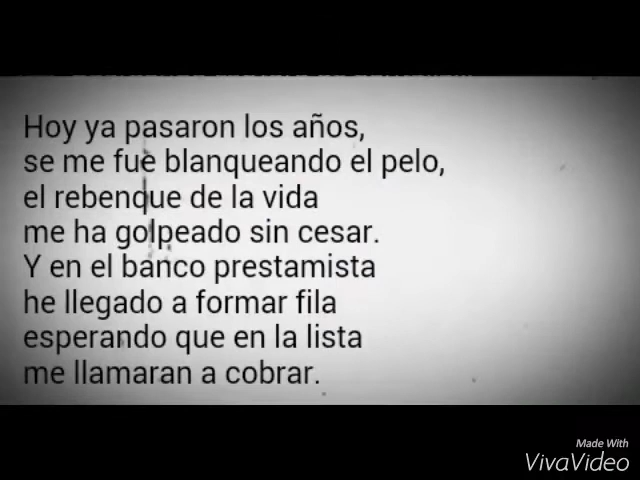 Hoy ya pasaron los años,
se me fue blanqueando el pelo,
el rebenque de la vida
me ha golpeado sin cesar.
Y en el banco prestamista
he llegado a formar fila
esperando que en la lista
me llamaran a cobrar.
Made With
VivaVideo